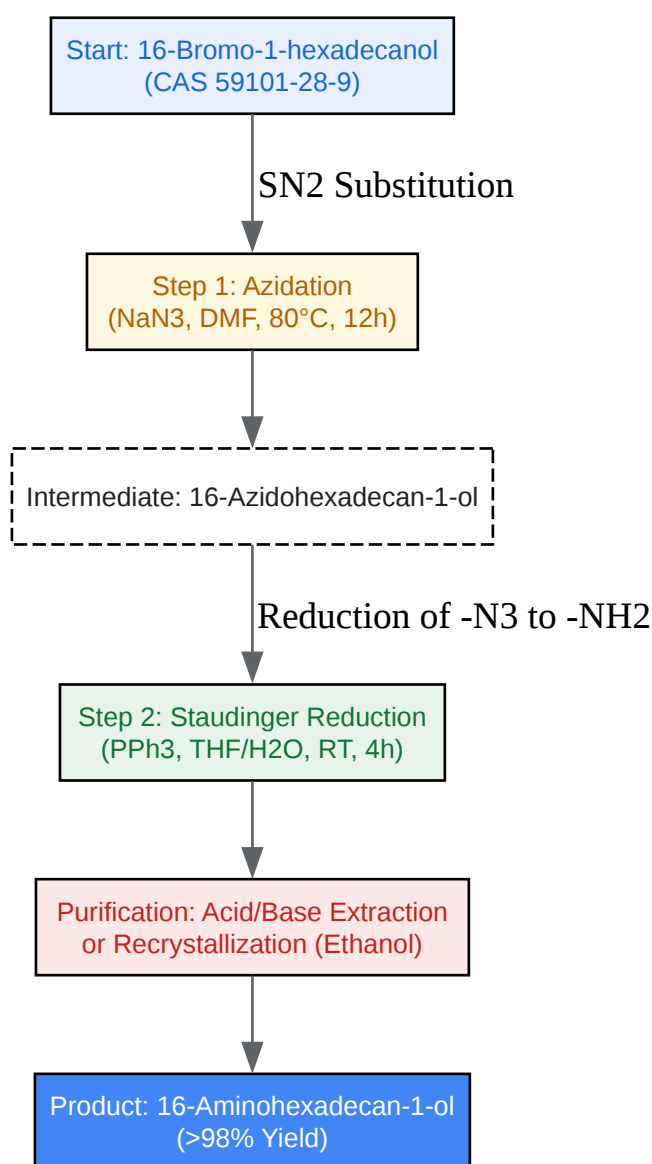 Start: 16-Bromo-1-hexadecanol
(CAS 59101-28-9)
SN2 Substitution
Step 1: Azidation
(NaN3, DMF, 80°C, 12h)
Intermediate: 16-Azidohexadecan-1-ol
Reduction of -N3 to -NH2
Step 2: Staudinger Reduction
(PPh3, THF/H2O, RT, 4h)
Purification: Acid/Base Extraction
or Recrystallization (Ethanol)
Product: 16-Aminohexadecan-1-ol
(>98% Yield)